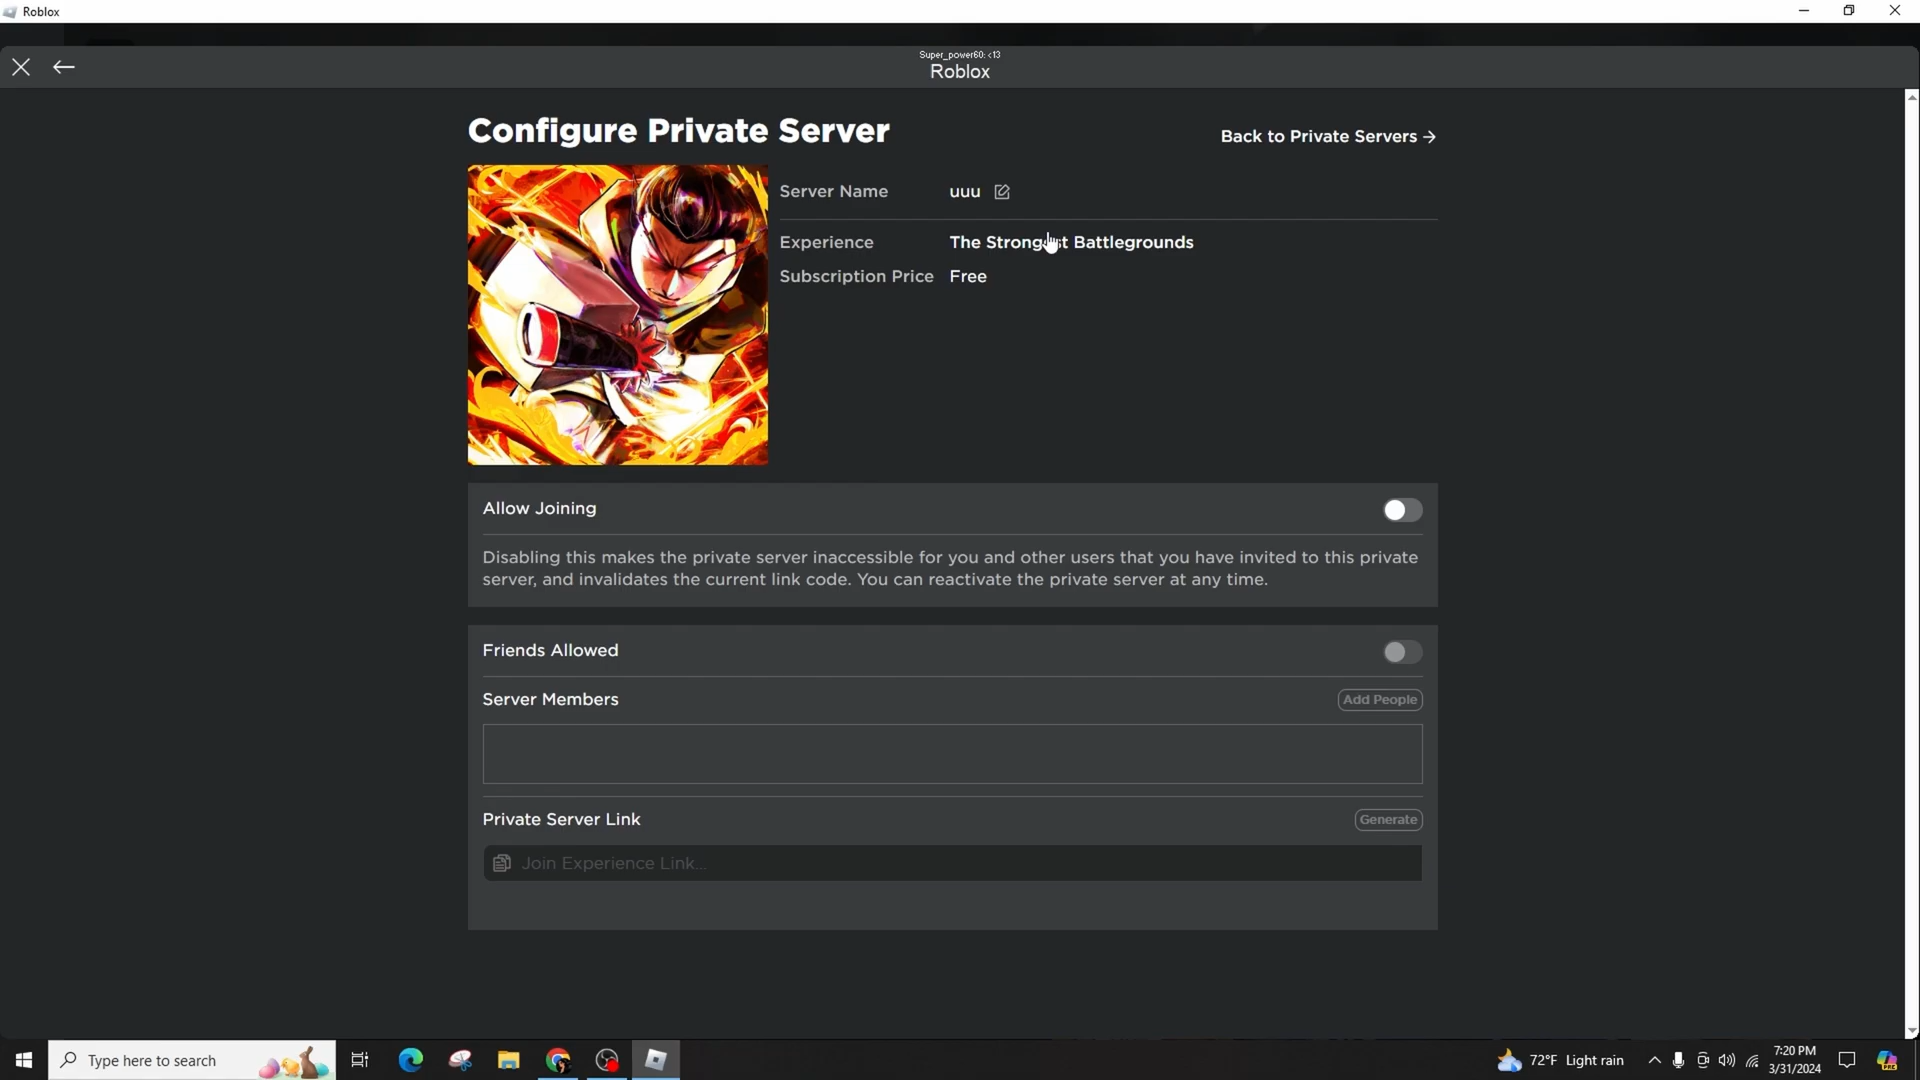 Roblox
Super_power60: <13
Roblox
Configure Private Server
Back to Private Servers →
Server Name uuu
Experience The Strongest Battlegrounds
Subscription Price Free
Allow Joining
Disabling this makes the private server inaccessible for you and other users that you have invited to this private
server, and invalidates the current link code. You can reactivate the private server at any time.
Friends Allowed
Server Members Add People
Private Server Link Generate
Join Experience Link...
Type here to search
72°F Light rain
7:20 PM
3/31/2024
PRE